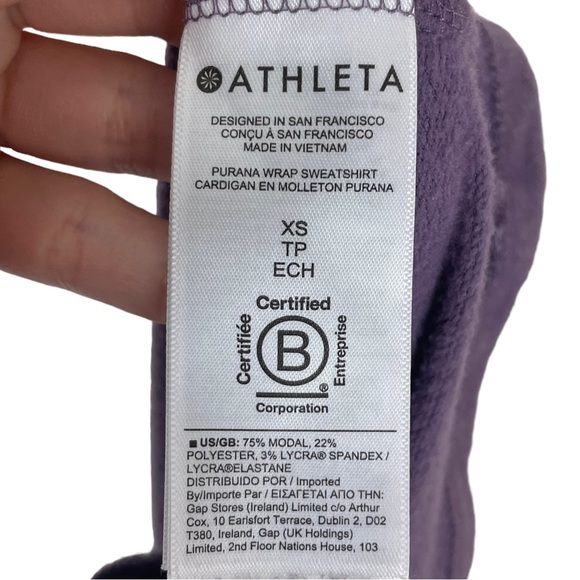 ATHLETA
DESIGNED IN SAN FRANCISCO
CONÇU À SAN FRANCISCO
MADE IN VIETNAM
PURANA WRAP SWEATSHIRT
CARDIGAN EN MOLLETON PURANA
XS
TP
ECH
Certified
Certifiée
B
®
Entreprise
Corporation
■ US/GB: 75% MODAL, 22%
POLYESTER, 3% LYCRA® SPANDEX /
LYCRA®ELASTANE
DISTRIBUIDO POR / Imported
By/Importe Par / ΕΙΣΑΓΕΤΑΙ ΑΠΟ ΤΗΝ:
Gap Stores (Ireland) Limited c/o Arthur
Cox, 10 Earlsfort Terrace, Dublin 2, D02
T380, Ireland, Gap (UK Holdings)
Limited, 2nd Floor Nations House, 103